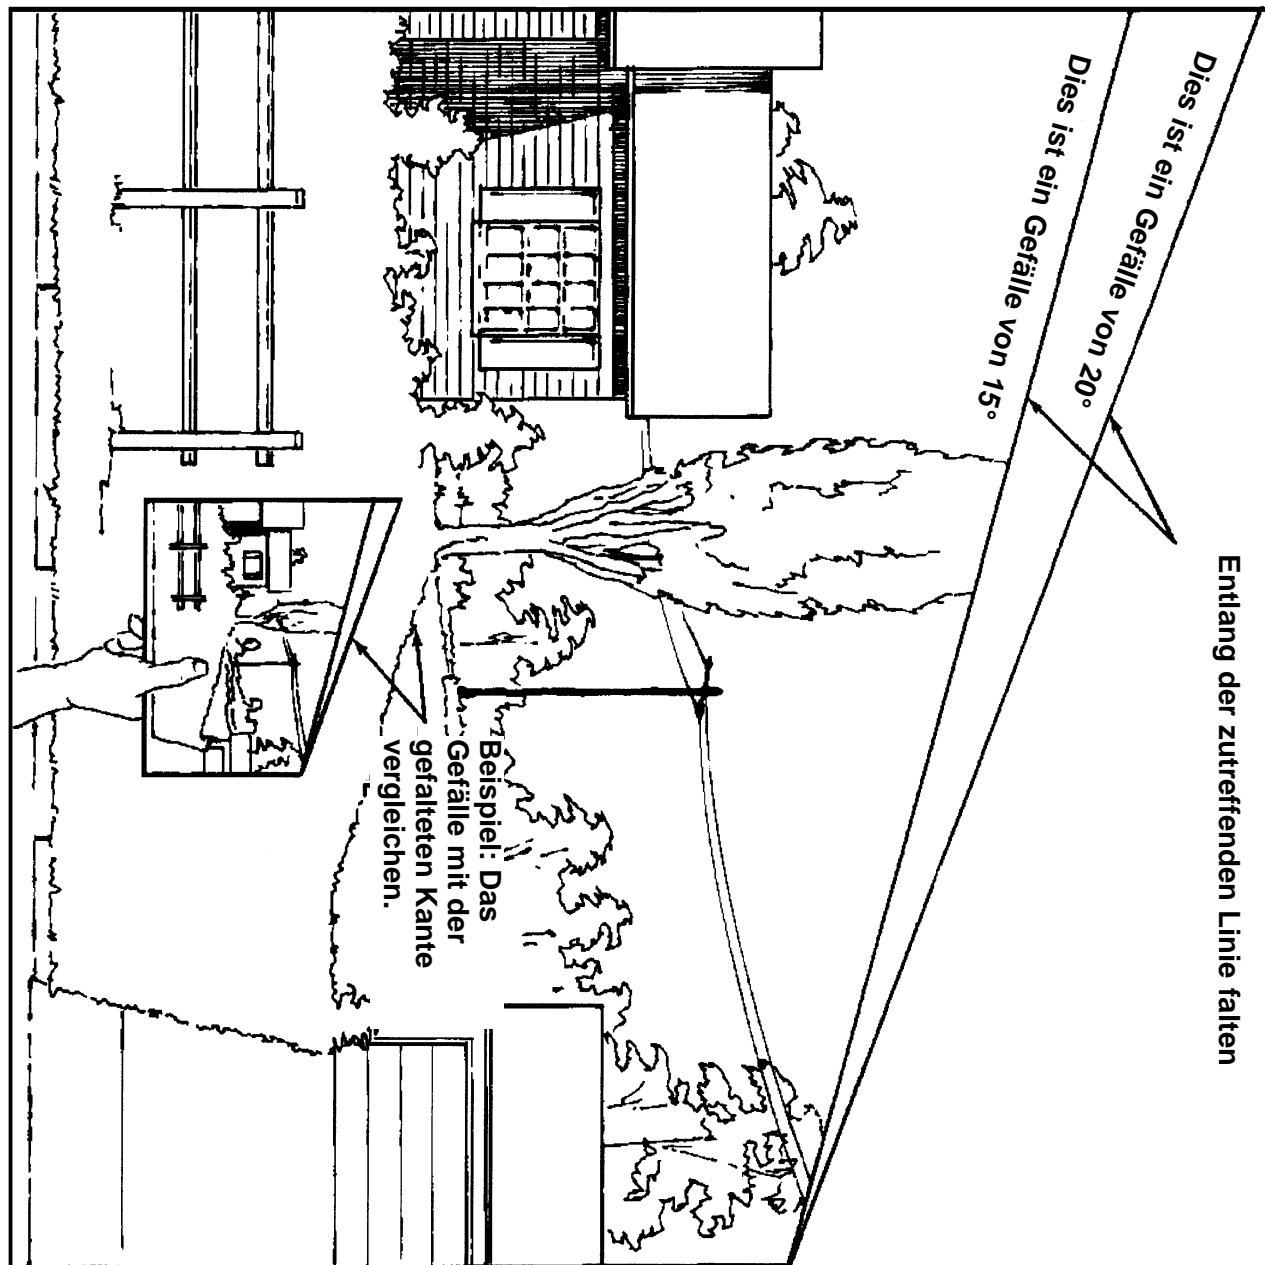 Entlang der zutreffenden Linie falten
Dies ist ein Gefälle von 20°
Dies ist ein Gefälle von 15°
Beispiel: Das
Gefälle mit der
gefalteten Kante
vergleichen.